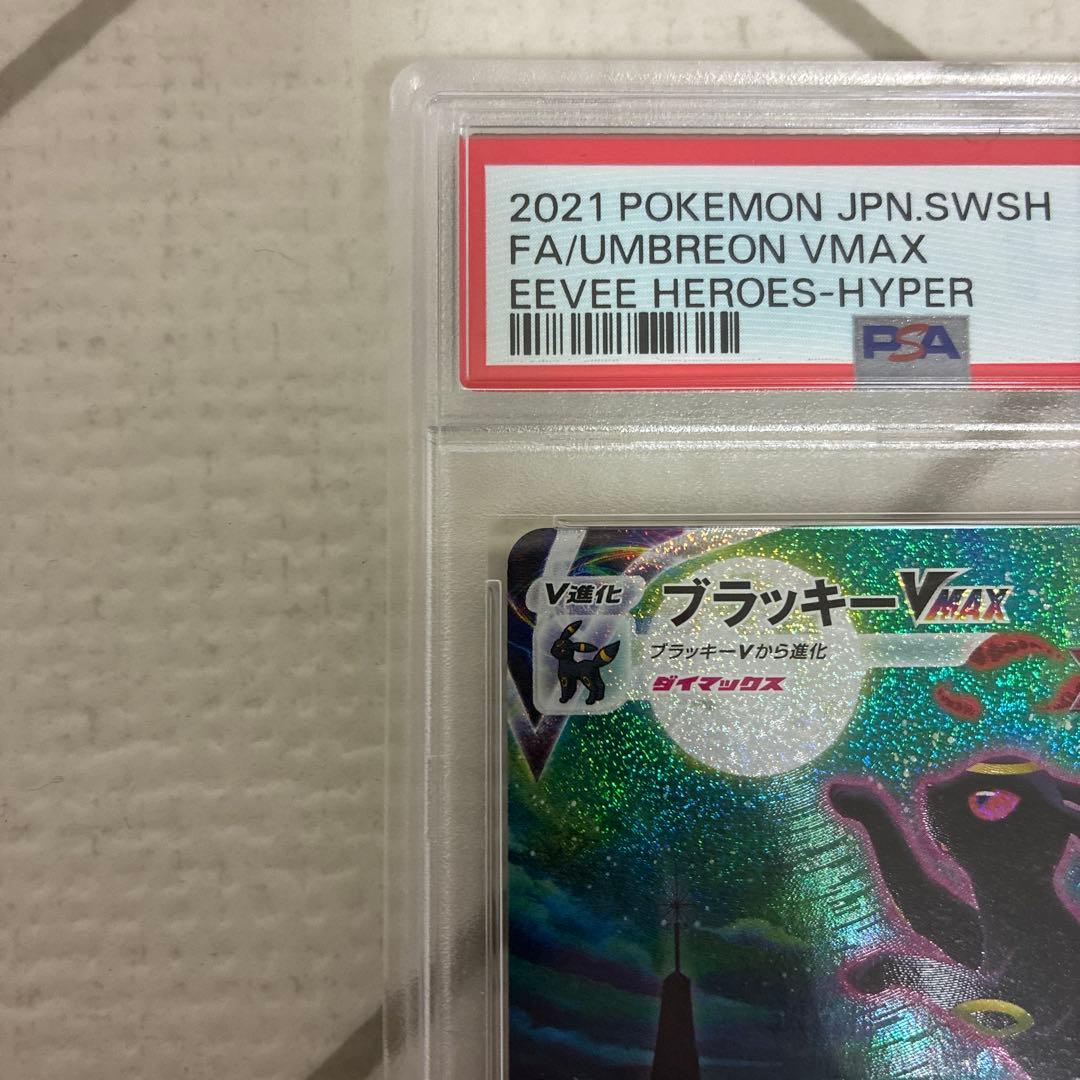 2021 POKEMON JPN.SWSH
FA/UMBREON VMAX
EEVEE HEROES-HYPER
PSA
V進化
ブラッキーVMAX
ブラッキーVから進化
ダイマックス